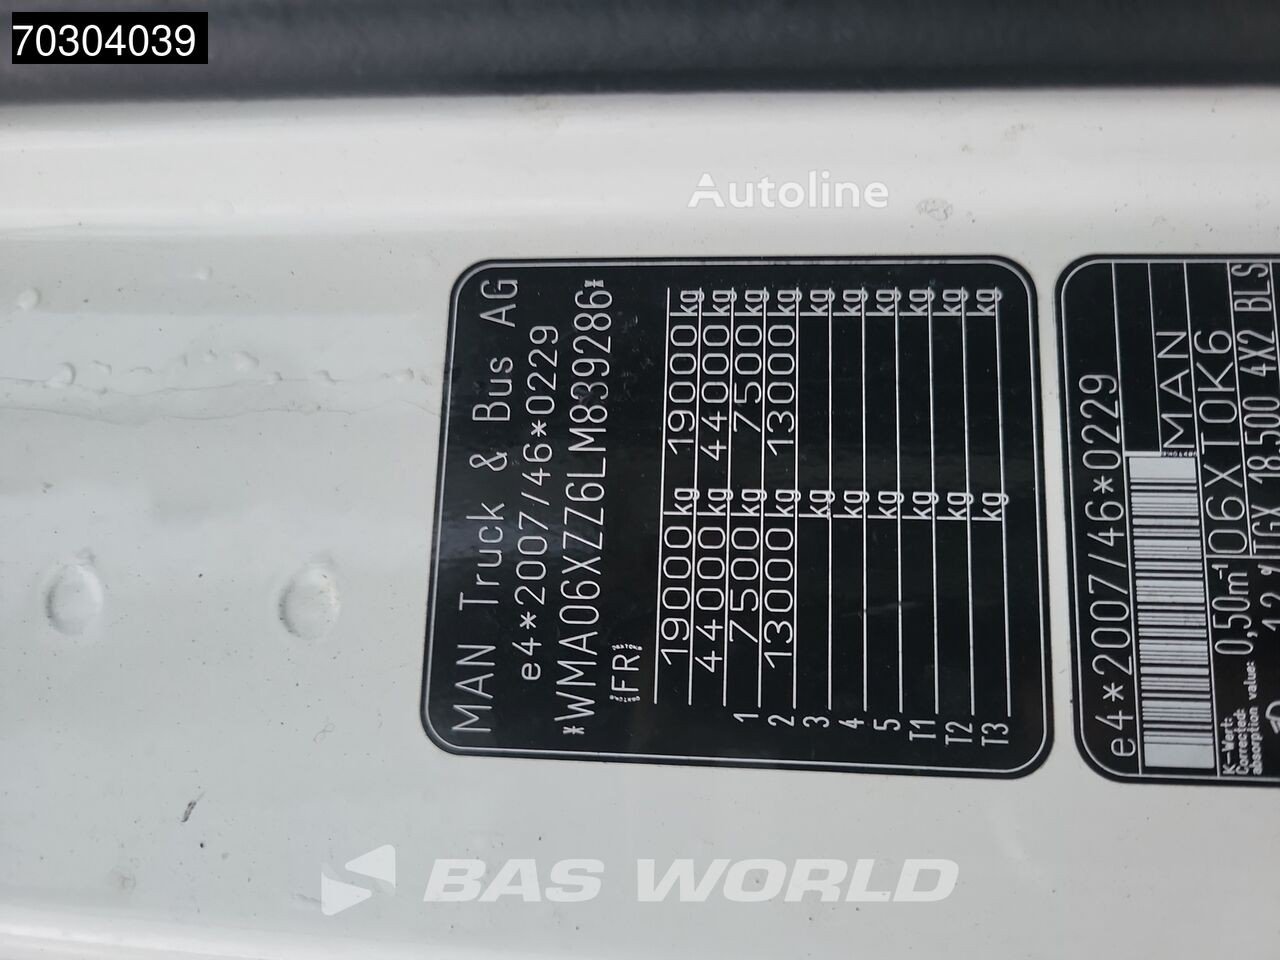 70304039
Autoline
MAN Truck & Bus AG
e4*2007/46*0229
*WMA06XZZ6LM839286*
FR
19000 kg 19000 kg
44000 kg 44000 kg
1 7500 kg 7500 kg
2 13000 kg 13000 kg
3 kg kg
4 kg kg
5 kg kg
T1 kg kg
T2 kg kg
T3 kg kg
e4*2007/46*0229
MAN
K-Wert:
Corrected
absorption value: 0,50m-1 06X TOK6
TGX 18.500 4X2 BLS
BAS WORLD